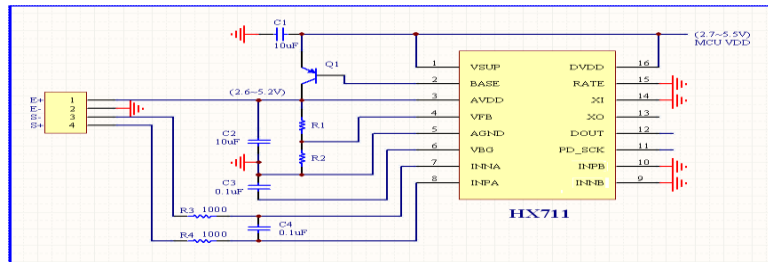 C1
10uF
(2.7~5.5V)
MCU VDD
Q1
1 VSUP DVDD 16
2 BASE RATE 15
3 AVDD XI 14
4 VFB XO 13
5 AGND DOUT 12
6 VBG PD_SCK 11
7 INNA INPB 10
8 INPA INNB 9
HX711
(2.6~5.2V)
E+ 1
E- 2
S- 3
S+ 4
R1
C2
10uF
R2
C3
0.1uF
R3 1000
C4
0.1uF
R4 1000